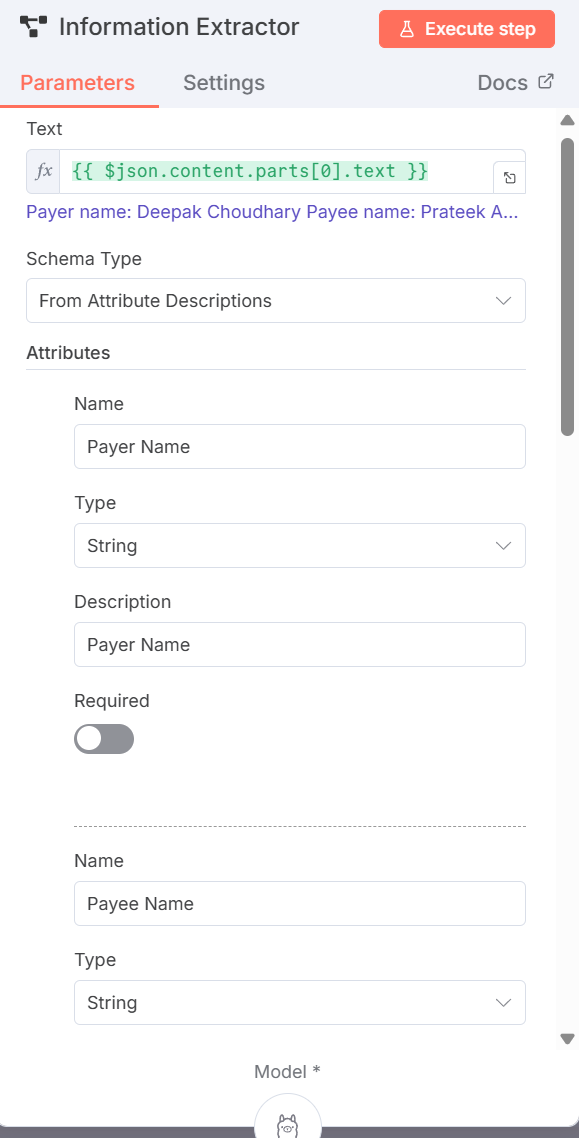 Information Extractor
Execute step
Parameters
Settings
Docs
Text
fx
{{ $json.content.parts[0].text }}
Payer name: Deepak Choudhary Payee name: Prateek A...
Schema Type
From Attribute Descriptions
Attributes
Name
Payer Name
Type
String
Description
Payer Name
Required
Name
Payee Name
Type
String
Model *